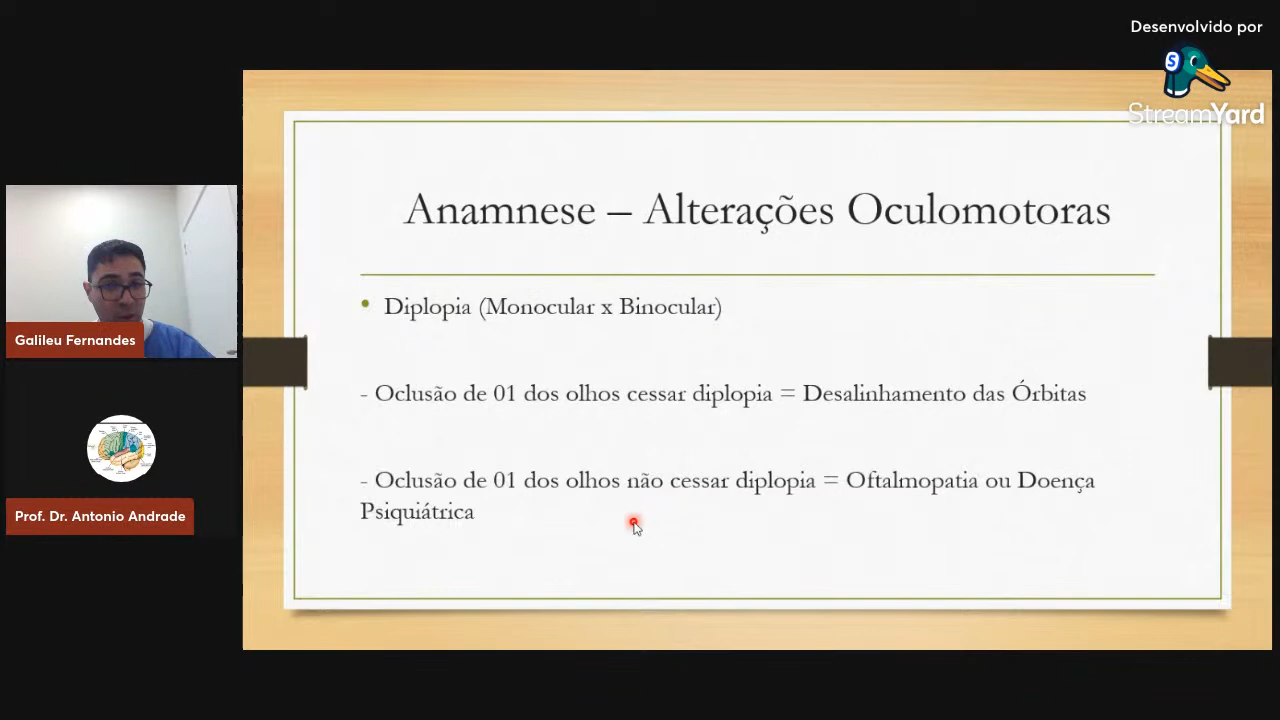 Desenvolvido por
StreamYard
Anamnese – Alterações Oculomotoras
• Diplopia (Monocular x Binocular)
- Oclusão de 01 dos olhos cessar diplopia = Desalinhamento das Órbitas
- Oclusão de 01 dos olhos não cessar diplopia = Oftalmopatia ou Doença
Psiquiátrica
Galileu Fernandes
Prof. Dr. Antonio Andrade